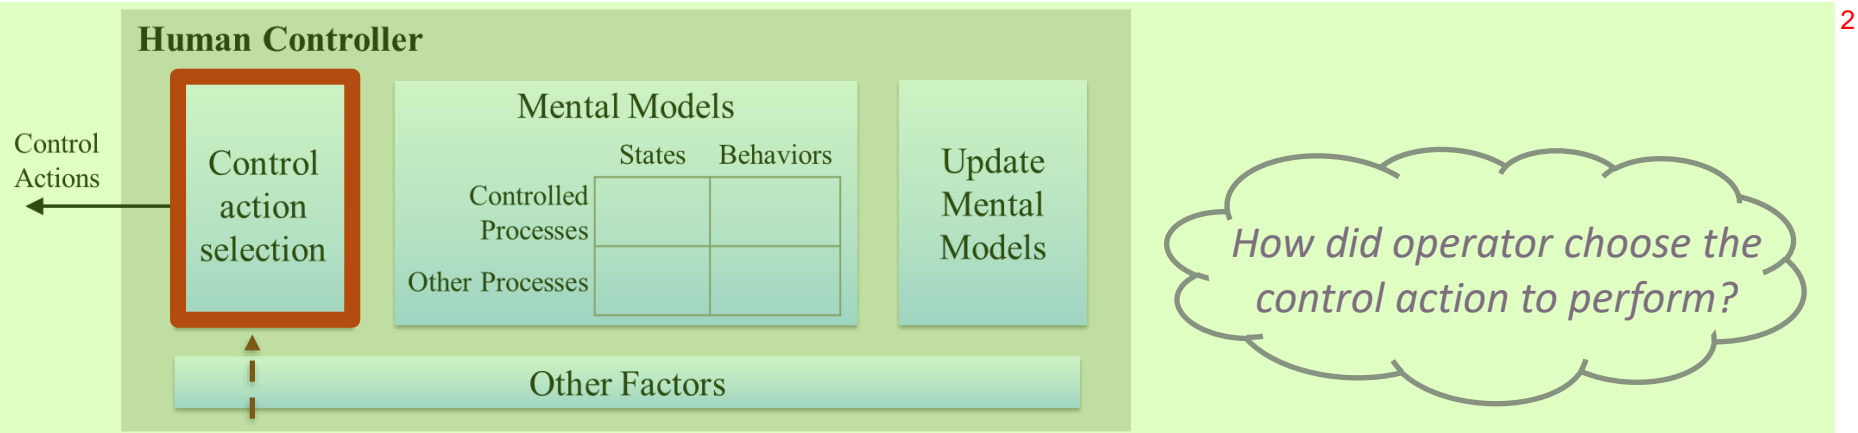 2
Human Controller
Control
Actions
Control
action
selection
Mental Models
States Behaviors
Controlled
Processes
Other Processes
Update
Mental
Models
Other Factors
How did operator choose the
control action to perform?